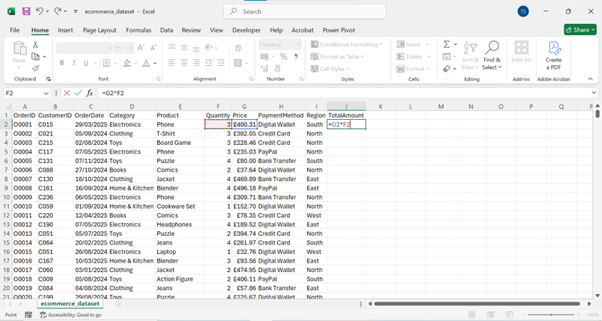 ecommerce_dataset - Excel
Search
TS
File Home Insert Page Layout Formulas Data Review View Developer Help Acrobat Power Pivot
Share
Paste
Currency
Conditional Formatting
Format as Table
Cell Styles
Insert
Delete
Format
Sort & Filter
Find & Select
Add-ins
Create a PDF
Clipboard Font Alignment Number Styles Cells Editing Add-ins Adobe Acrobat
F2 fx =G2*F2
A B C D E F G H I J K L M N O P Q
1 OrderID CustomerID OrderDate Category Product Quantity Price PaymentMethod Region TotalAmount
2 O0001 C015 29/03/2025 Electronics Phone 3 £400.31 Digital Wallet South =G2*F2
3 O0002 C021 05/09/2024 Clothing T-Shirt 3 £392.05 Credit Card North
4 O0003 C215 02/08/2024 Toys Board Game 3 £228.46 Credit Card North
5 O0004 C117 07/05/2025 Electronics Phone 3 £235.03 PayPal North
6 O0005 C131 07/11/2024 Toys Puzzle 4 £80.00 Bank Transfer South
7 O0006 C088 27/10/2024 Books Comics 2 £37.64 Digital Wallet North
8 O0007 C130 18/10/2024 Clothing Jacket 4 £469.89 Bank Transfer East
9 O0008 C161 16/09/2024 Home & Kitchen Blender 4 £496.18 PayPal East
10 O0009 C236 06/05/2025 Electronics Phone 4 £309.71 Bank Transfer North
11 O0010 C059 01/09/2024 Home & Kitchen Cookware Set 1 £152.70 Digital Wallet North
12 O0011 C220 12/04/2025 Books Comics 3 £78.35 Credit Card West
13 O0012 C190 07/05/2025 Electronics Headphones 4 £189.52 Digital Wallet East
14 O0013 C051 05/07/2025 Toys Puzzle 2 £394.74 Credit Card North
15 O0014 C064 20/02/2025 Clothing Jeans 4 £261.97 Credit Card South
16 O0015 C051 26/08/2024 Electronics Laptop 1 £32.76 Digital Wallet West
17 O0016 C167 10/03/2025 Home & Kitchen Blender 3 £93.56 Digital Wallet East
18 O0017 C060 03/01/2025 Clothing Jacket 2 £474.95 Digital Wallet North
19 O0018 C009 05/08/2024 Toys Action Figure 2 £406.11 PayPal South
20 O0019 C208 04/08/2024 Clothing Jeans 2 £57.86 Bank Transfer East
21 O0020 C199 29/08/2024 Toys Puzzle 4 £225.67 Digital Wallet North
ecommerce_dataset
Point Accessibility: Good to go